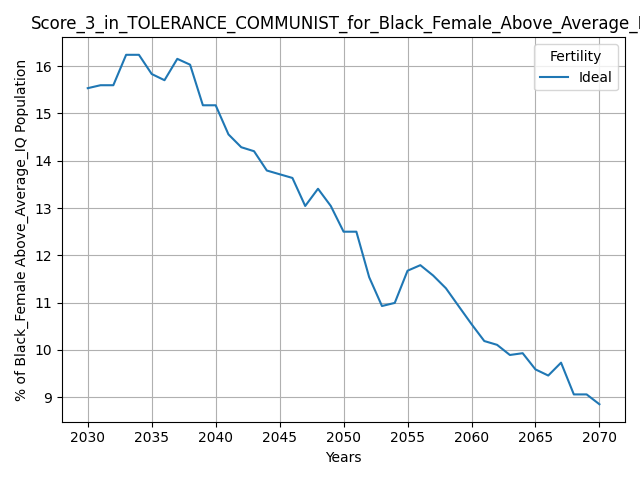 Score_3_in_TOLERANCE_COMMUNIST_for_Black_Female_Above_Average_I
Fertility
Ideal
% of Black_Female Above_Average_IQ Population
16
15
14
13
12
11
10
9
2030 2035 2040 2045 2050 2055 2060 2065 2070
Years